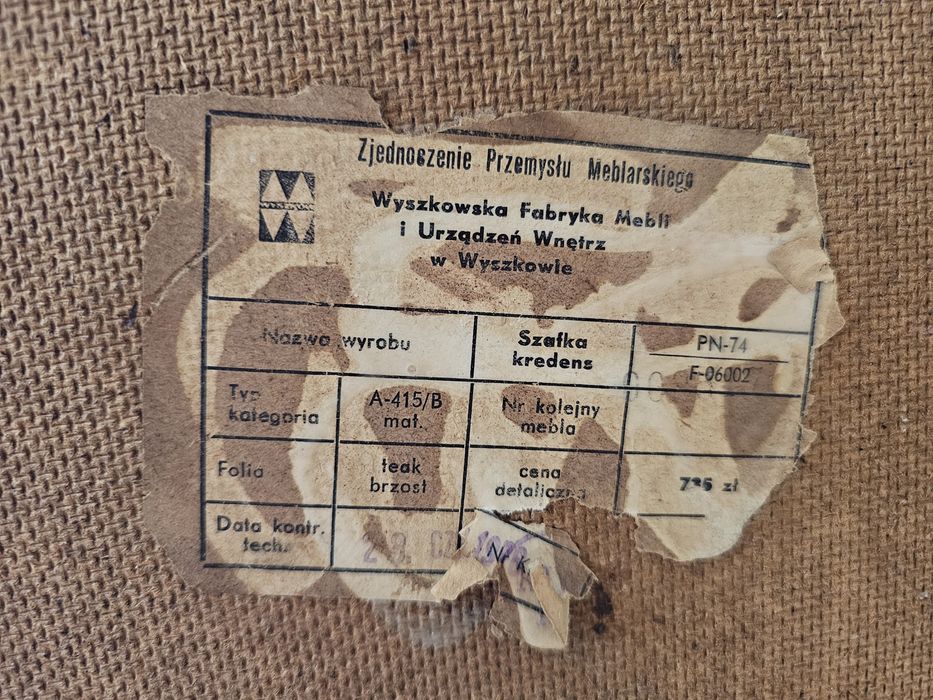 Zjednoczenie Przemysłu Meblarskiego
Wyszkowska Fabryka Mebli
i Urządzeń Wnętrz
w Wyszkowie
Nazwa wyrobu
Szafka
kredens
PN-74
F-06002
Typ
kategoria
A-415/B
mat.
Nr kolejny
mebla
Folia
teak
brzost
cena
detaliczna
zł
Data kontr.
tech.
Nr k